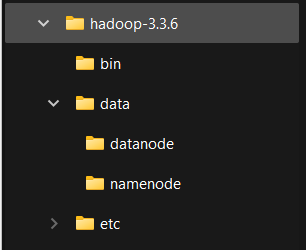 hadoop-3.3.6
bin
data
datanode
namenode
etc